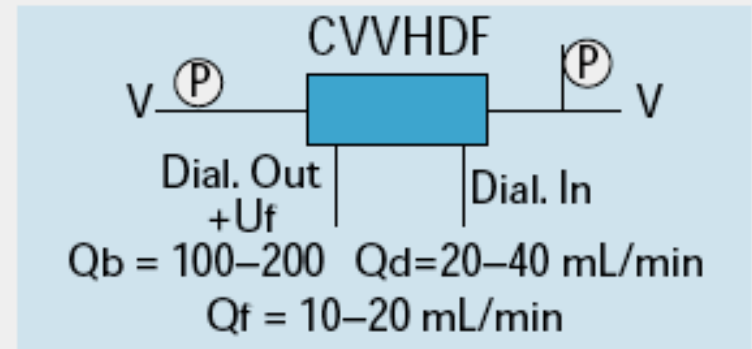 CVVHDF
V P P V
Dial. Out Dial. In
+Uf
Qb = 100–200 Qd=20–40 mL/min
Qf = 10–20 mL/min